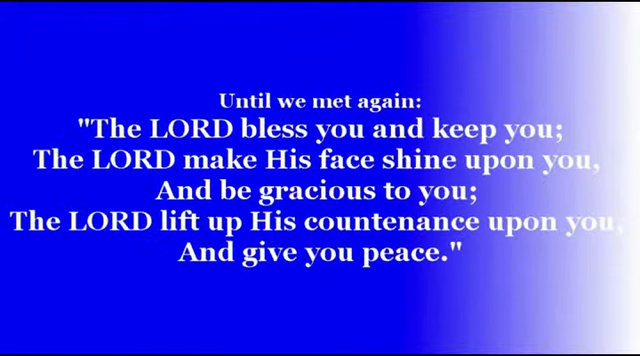 Until we met again:
"The LORD bless you and keep you;
The LORD make His face shine upon you,
And be gracious to you;
The LORD lift up His countenance upon you,
And give you peace."